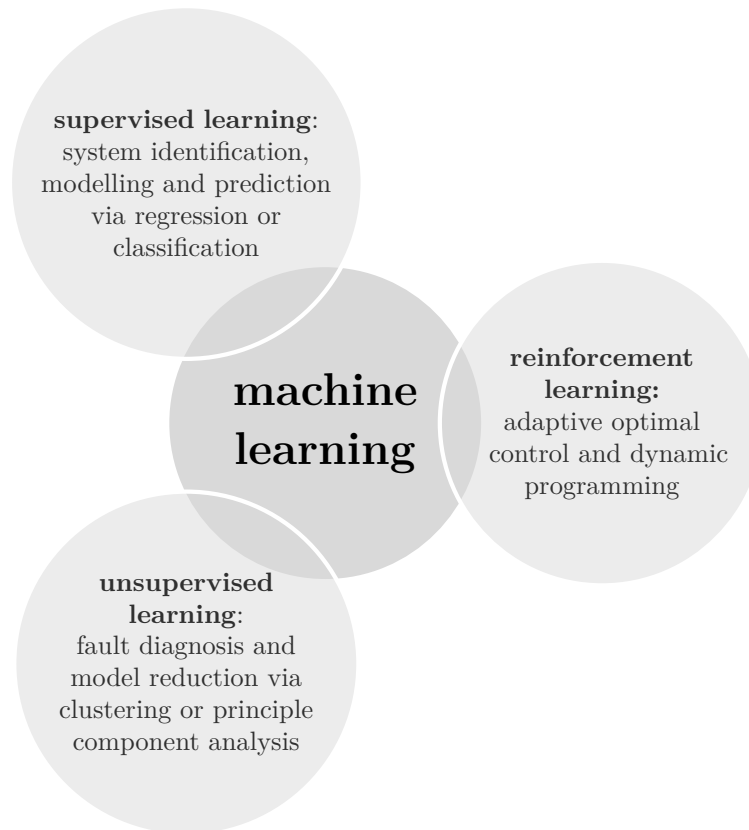 supervised learning:
system identification,
modelling and prediction
via regression or
classification
machine
learning
reinforcement
learning:
adaptive optimal
control and dynamic
programming
unsupervised
learning:
fault diagnosis and
model reduction via
clustering or principle
component analysis